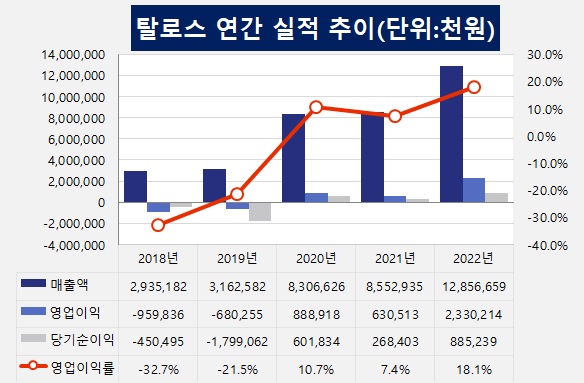 탈로스 연간 실적 추이(단위:천원)
14,000,000 30.0%
12,000,000 20.0%
10,000,000 10.0%
8,000,000 0.0%
6,000,000 -10.0%
4,000,000 -20.0%
2,000,000 -30.0%
0 -40.0%
-2,000,000
-4,000,000
2018년 2019년 2020년 2021년 2022년
매출액 2,935,182 3,162,582 8,306,626 8,552,935 12,856,659
영업이익 -959,836 -680,255 888,918 630,513 2,330,214
당기순이익 -450,495 -1,799,062 601,834 268,403 885,239
영업이익률 -32.7% -21.5% 10.7% 7.4% 18.1%